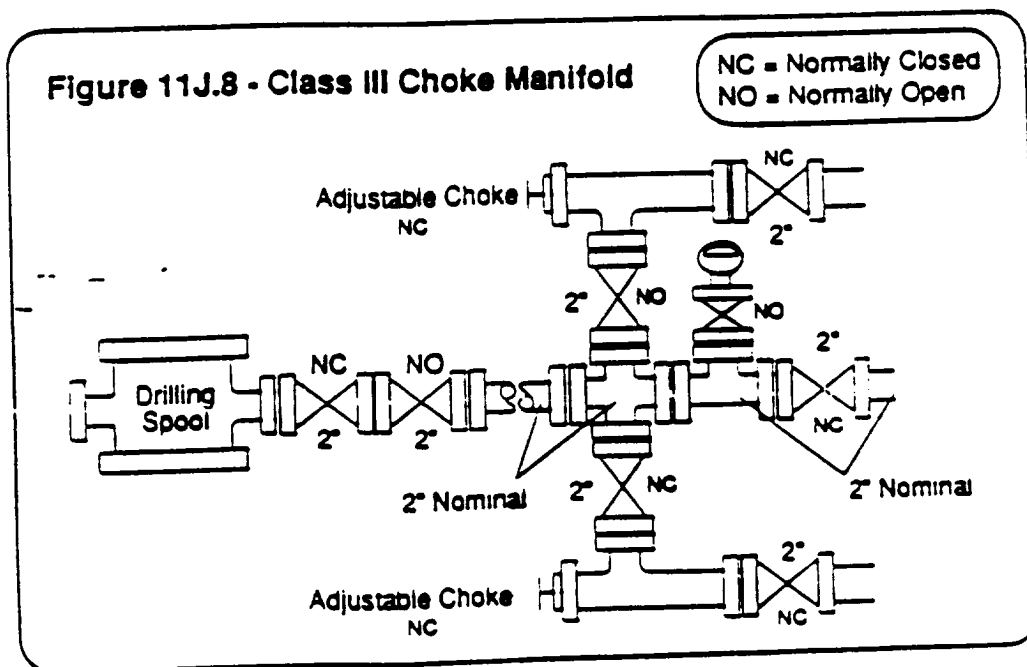 Figure 11J.8 - Class III Choke Manifold
NC = Normally Closed
NO = Normally Open
NC
Adjustable Choke
NC
2"
2"
NO
NO
2"
NC
NO
Drilling
Spool
2"
2"
NC
2" Nominal
2"
NC
2" Nominal
2"
Adjustable Choke
NC
NC